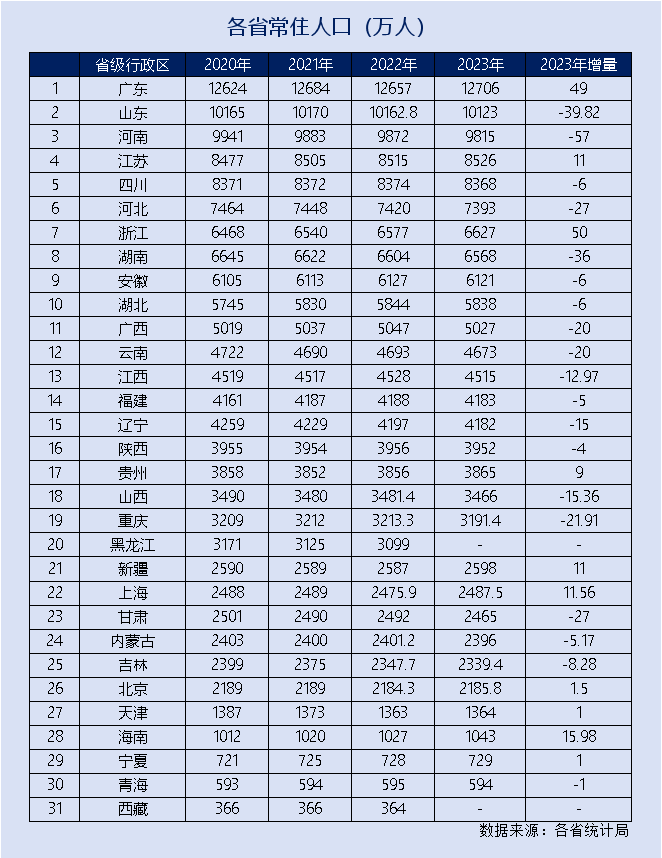 各省常住人口（万人）
省级行政区 2020年 2021年 2022年 2023年 2023年增量
1 广东 12624 12684 12657 12706 49
2 山东 10165 10170 10162.8 10123 -39.82
3 河南 9941 9883 9872 9815 -57
4 江苏 8477 8505 8515 8526 11
5 四川 8371 8372 8374 8368 -6
6 河北 7464 7448 7420 7393 -27
7 浙江 6468 6540 6577 6627 50
8 湖南 6645 6622 6604 6568 -36
9 安徽 6105 6113 6127 6121 -6
10 湖北 5745 5830 5844 5838 -6
11 广西 5019 5037 5047 5027 -20
12 云南 4722 4690 4693 4673 -20
13 江西 4519 4517 4528 4515 -12.97
14 福建 4161 4187 4188 4183 -5
15 辽宁 4259 4229 4197 4182 -15
16 陕西 3955 3954 3956 3952 -4
17 贵州 3858 3852 3856 3865 9
18 山西 3490 3480 3481.4 3466 -15.36
19 重庆 3209 3212 3213.3 3191.4 -21.91
20 黑龙江 3171 3125 3099 - -
21 新疆 2590 2589 2587 2598 11
22 上海 2488 2489 2475.9 2487.5 11.56
23 甘肃 2501 2490 2492 2465 -27
24 内蒙古 2403 2400 2401.2 2396 -5.17
25 吉林 2399 2375 2347.7 2339.4 -8.28
26 北京 2189 2189 2184.3 2185.8 1.5
27 天津 1387 1373 1363 1364 1
28 海南 1012 1020 1027 1043 15.98
29 宁夏 721 725 728 729 1
30 青海 593 594 595 594 -1
31 西藏 366 366 364 - -
数据来源：各省统计局